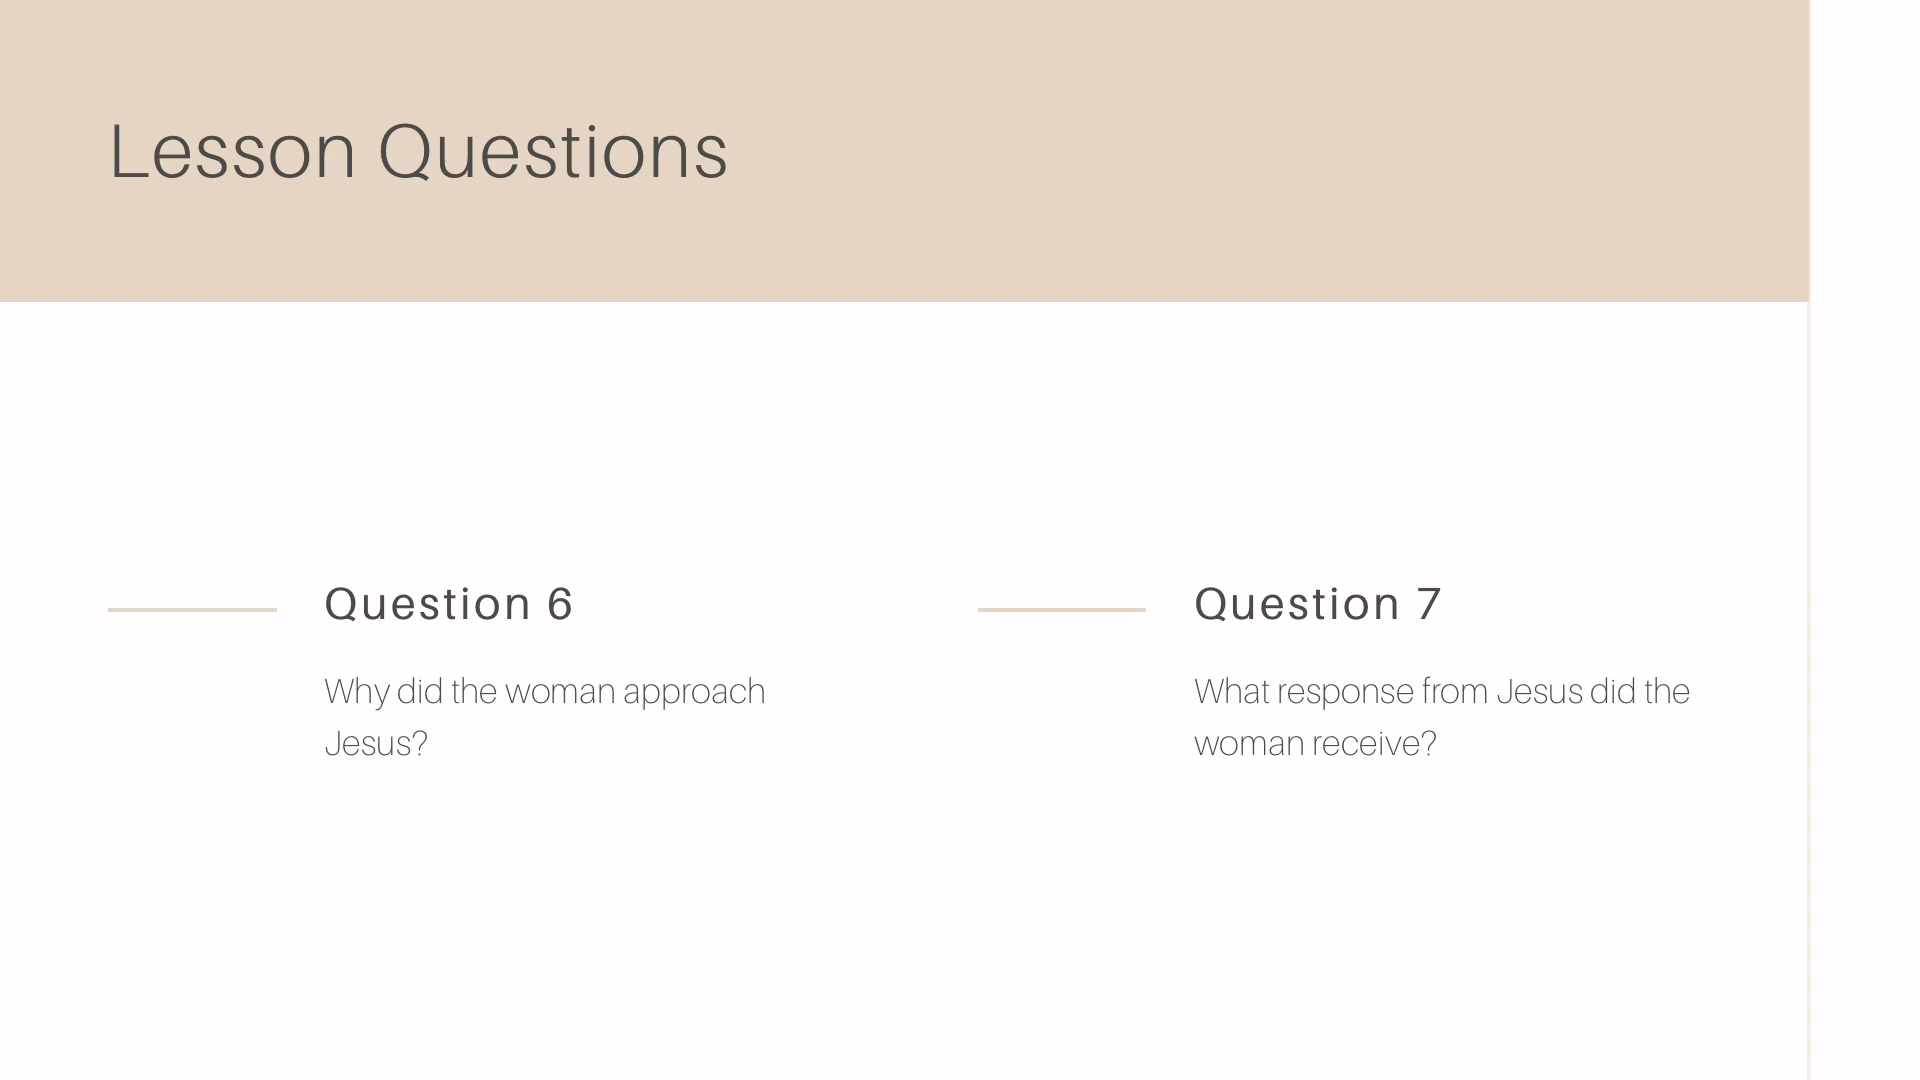 Lesson Questions
Question 6
Why did the woman approach
Jesus?
Question 7
What response from Jesus did the
woman receive?